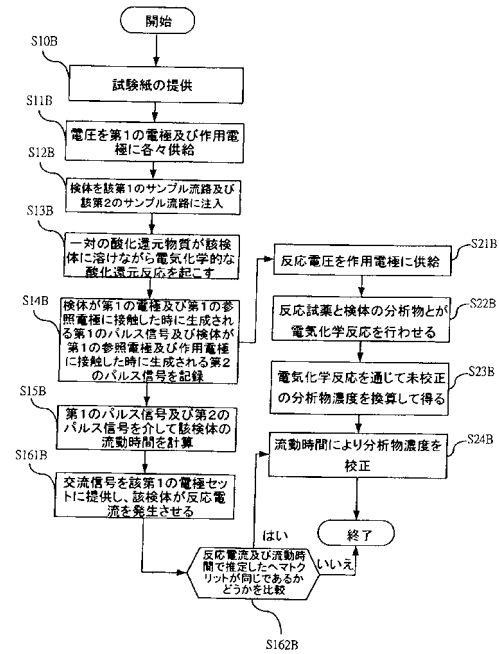 開始
S10B
試験紙の提供
S11B
電圧を第1の電極及び作用電
極に各々供給
S12B
検体を該第1のサンプル流路及び
該第2のサンプル流路に注入
S13B
一対の酸化還元物質が該検
体に溶けながら電気化学的な
酸化還元反応を起こす
S14B
検体が第1の電極及び第1の参
照電極に接触した時に生成され
る第1のパルス信号及び検体が
第1の参照電極及び作用電極
に接触した時に生成される第2
のパルス信号を記録
S15B
第1のパルス信号及び第2の
パルス信号を介して該検体の
流動時間を計算
S161B
交流信号を該第1の電極セッ
トに提供し、該検体が反応電
流を発生させる
反応電流及び流動時
間で推定したヘマトク
リットが同じであるか
どうかを比較
S162B
はい
いいえ
S21B
反応電圧を作用電極に供給
S22B
反応試薬と検体の分析物とが
電気化学反応を行わせる
S23B
電気化学反応を通じて未校正
の分析物濃度を換算して得る
S24B
流動時間により分析物濃度を
校正
終了